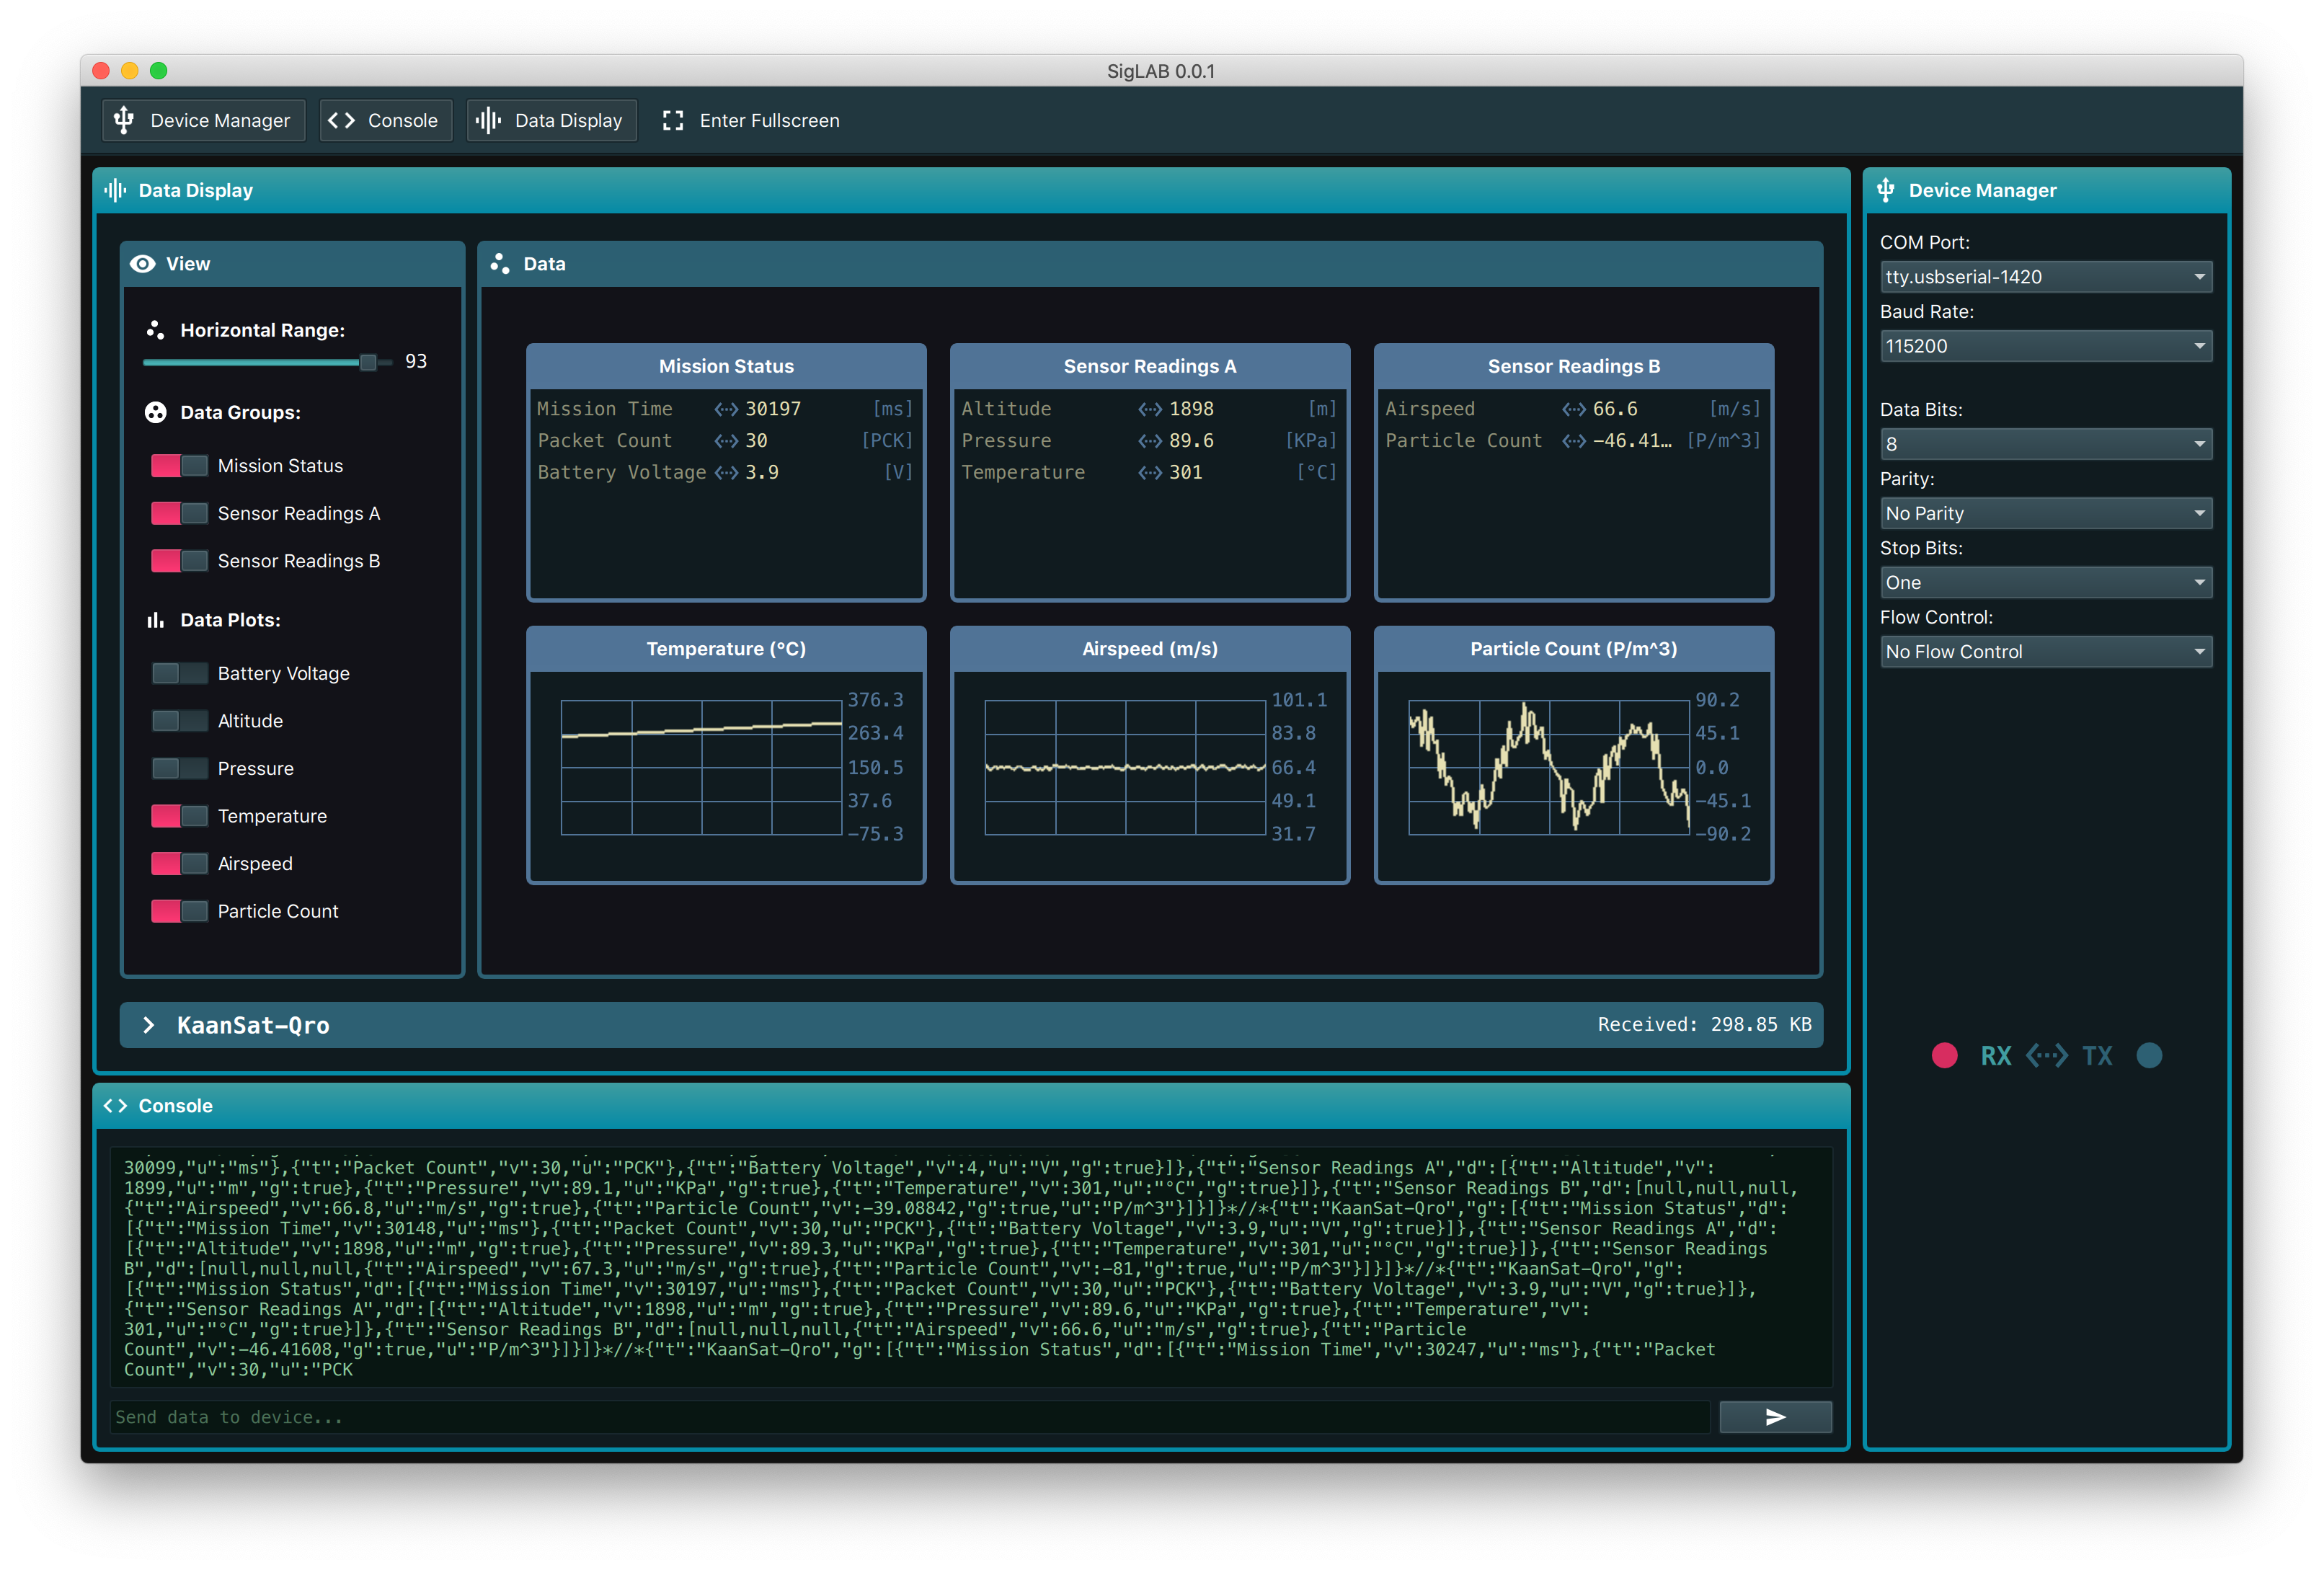 SigLAB 0.0.1
Device Manager
Console
Data Display
Enter Fullscreen
Data Display
View
Horizontal Range:
93
Data Groups:
Mission Status
Sensor Readings A
Sensor Readings B
Data Plots:
Battery Voltage
Altitude
Pressure
Temperature
Airspeed
Particle Count
Data
Mission Status
Mission Time 30197 [ms]
Packet Count 30 [PCK]
Battery Voltage 3.9 [V]
Sensor Readings A
Altitude 1898 [m]
Pressure 89.6 [KPa]
Temperature 301 [°C]
Sensor Readings B
Airspeed 66.6 [m/s]
Particle Count -46.41… [P/m^3]
Temperature (°C)
376.3
263.4
150.5
37.6
-75.3
Airspeed (m/s)
101.1
83.8
66.4
49.1
31.7
Particle Count (P/m^3)
90.2
45.1
0.0
-45.1
-90.2
KaanSat-Qro
Received: 298.85 KB
Console
30099,"u":"ms"},{"t":"Packet Count","v":30,"u":"PCK"},{"t":"Battery Voltage","v":4,"u":"V","g":true}]},{"t":"Sensor Readings A","d":[{"t":"Altitude","v":
1899,"u":"m","g":true},{"t":"Pressure","v":89.1,"u":"KPa","g":true},{"t":"Temperature","v":301,"u":"°C","g":true}]},{"t":"Sensor Readings B","d":[null,null,null,
{"t":"Airspeed","v":66.8,"u":"m/s","g":true},{"t":"Particle Count","v":-39.08842,"g":true,"u":"P/m^3"}]}]}*//*{"t":"KaanSat-Qro","g":[{"t":"Mission Status","d":
[{"t":"Mission Time","v":30148,"u":"ms"},{"t":"Packet Count","v":30,"u":"PCK"},{"t":"Battery Voltage","v":3.9,"u":"V","g":true}]},{"t":"Sensor Readings A","d":
[{"t":"Altitude","v":1898,"u":"m","g":true},{"t":"Pressure","v":89.3,"u":"KPa","g":true},{"t":"Temperature","v":301,"u":"°C","g":true}]},{"t":"Sensor Readings
B","d":[null,null,null,{"t":"Airspeed","v":67.3,"u":"m/s","g":true},{"t":"Particle Count","v":-81,"g":true,"u":"P/m^3"}]}]}*//*{"t":"KaanSat-Qro","g":
[{"t":"Mission Status","d":[{"t":"Mission Time","v":30197,"u":"ms"},{"t":"Packet Count","v":30,"u":"PCK"},{"t":"Battery Voltage","v":3.9,"u":"V","g":true}]},
{"t":"Sensor Readings A","d":[{"t":"Altitude","v":1898,"u":"m","g":true},{"t":"Pressure","v":89.6,"u":"KPa","g":true},{"t":"Temperature","v":
301,"u":"°C","g":true}]},{"t":"Sensor Readings B","d":[null,null,null,{"t":"Airspeed","v":66.6,"u":"m/s","g":true},{"t":"Particle
Count","v":-46.41608,"g":true,"u":"P/m^3"}]}]}*//*{"t":"KaanSat-Qro","g":[{"t":"Mission Status","d":[{"t":"Mission Time","v":30247,"u":"ms"},{"t":"Packet
Count","v":30,"u":"PCK
Send data to device...
Device Manager
COM Port:
tty.usbserial-1420
Baud Rate:
115200
Data Bits:
8
Parity:
No Parity
Stop Bits:
One
Flow Control:
No Flow Control
RX TX